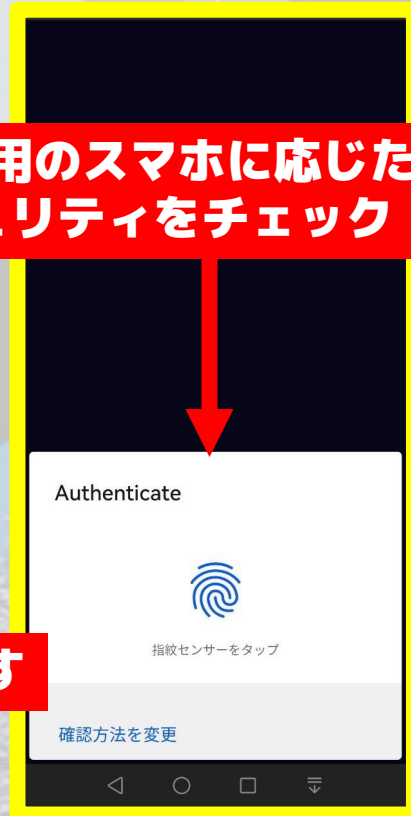 用のスマホに応じた
ュリティをチェック
Authenticate
指紋センサーをタップ
す
確認方法を変更